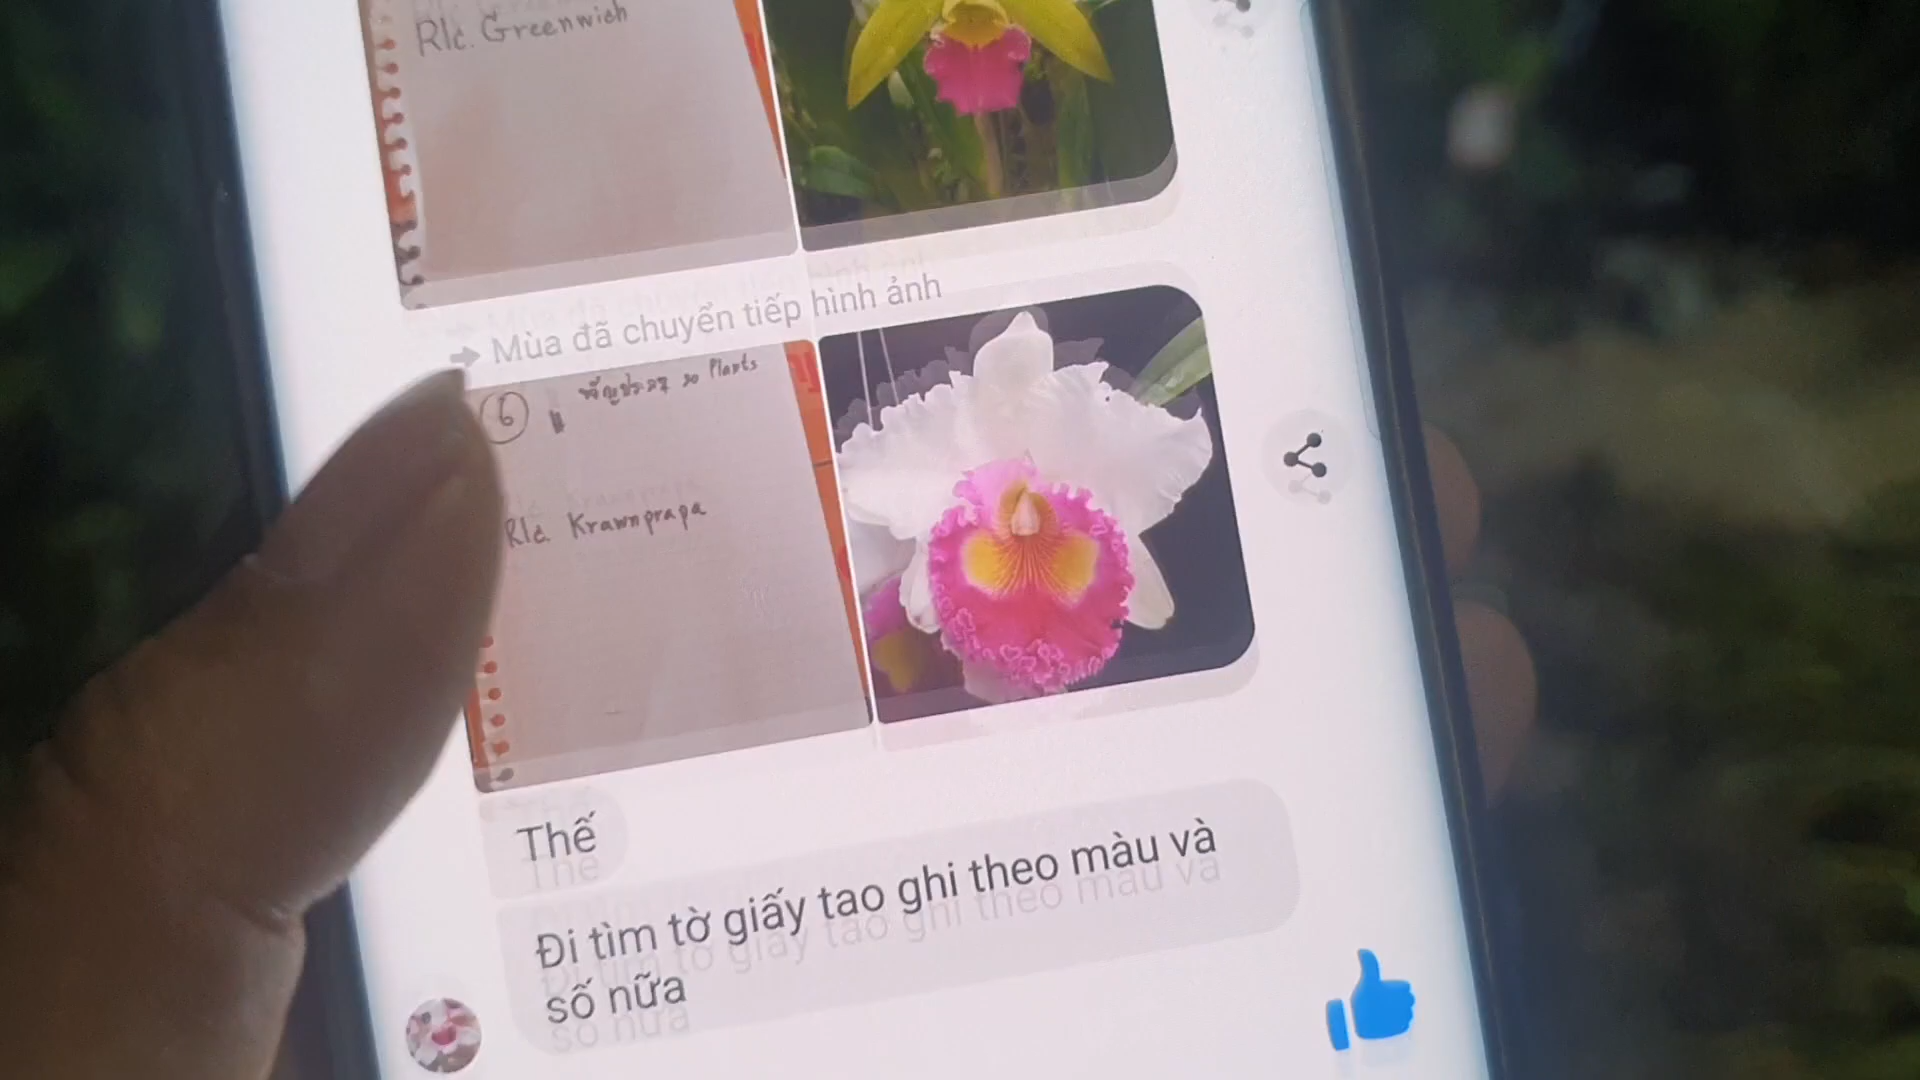 Rlc. Greenwich
Mùa đã chuyển tiếp hình ảnh
6
Plants
Rlc. Krawnprapa
Thế
Đi tìm tờ giấy tao ghi theo màu và
số nữa